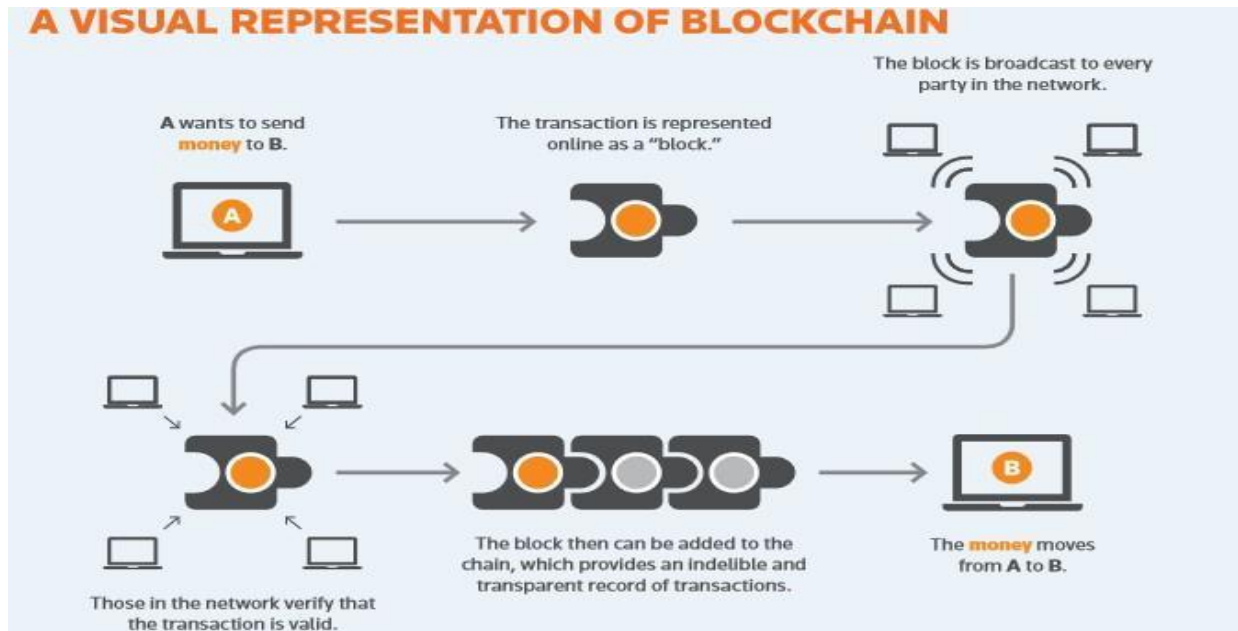 A VISUAL REPRESENTATION OF BLOCKCHAIN
A wants to send
money to B.
A
The transaction is represented
online as a “block.”
The block is broadcast to every
party in the network.
Those in the network verify that
the transaction is valid.
The block then can be added to the
chain, which provides an indelible and
transparent record of transactions.
B
The money moves
from A to B.